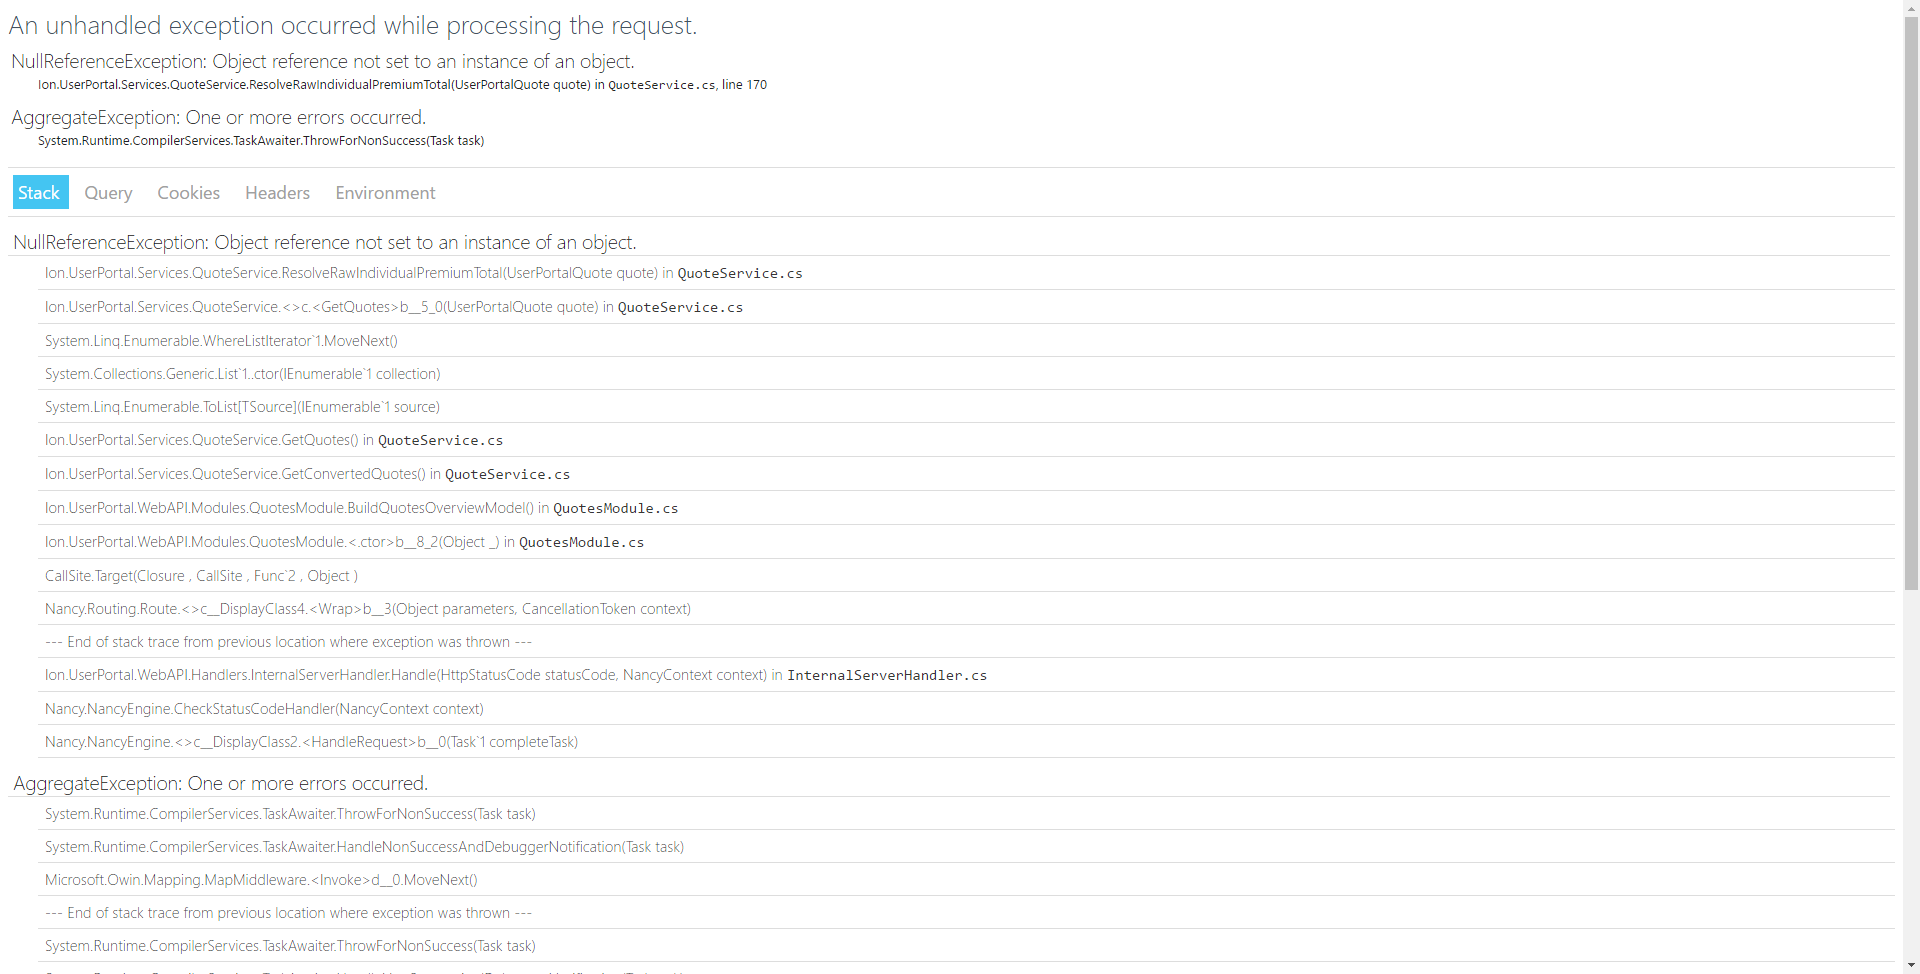 An unhandled exception occurred while processing the request.
NullReferenceException: Object reference not set to an instance of an object.
Ion.UserPortal.Services.QuoteService.ResolveRawIndividualPremiumTotal(UserPortalQuote quote) in QuoteService.cs, line 170
AggregateException: One or more errors occurred.
System.Runtime.CompilerServices.TaskAwaiter.ThrowForNonSuccess(Task task)
Stack Query Cookies Headers Environment
NullReferenceException: Object reference not set to an instance of an object.
Ion.UserPortal.Services.QuoteService.ResolveRawIndividualPremiumTotal(UserPortalQuote quote) in QuoteService.cs
Ion.UserPortal.Services.QuoteService.<>c.<GetQuotes>b__5_0(UserPortalQuote quote) in QuoteService.cs
System.Linq.Enumerable.WhereListIterator`1.MoveNext()
System.Collections.Generic.List`1..ctor(IEnumerable`1 collection)
System.Linq.Enumerable.ToList[TSource](IEnumerable`1 source)
Ion.UserPortal.Services.QuoteService.GetQuotes() in QuoteService.cs
Ion.UserPortal.Services.QuoteService.GetConvertedQuotes() in QuoteService.cs
Ion.UserPortal.WebAPI.Modules.QuotesModule.BuildQuotesOverviewModel() in QuotesModule.cs
Ion.UserPortal.WebAPI.Modules.QuotesModule.<.ctor>b__8_2(Object _) in QuotesModule.cs
CallSite.Target(Closure , CallSite , Func`2 , Object )
Nancy.Routing.Route.<>c__DisplayClass4.<Wrap>b__3(Object parameters, CancellationToken context)
--- End of stack trace from previous location where exception was thrown ---
Ion.UserPortal.WebAPI.Handlers.InternalServerHandler.Handle(HttpStatusCode statusCode, NancyContext context) in InternalServerHandler.cs
Nancy.NancyEngine.CheckStatusCodeHandler(NancyContext context)
Nancy.NancyEngine.<>c__DisplayClass2.<HandleRequest>b__0(Task`1 completeTask)
AggregateException: One or more errors occurred.
System.Runtime.CompilerServices.TaskAwaiter.ThrowForNonSuccess(Task task)
System.Runtime.CompilerServices.TaskAwaiter.HandleNonSuccessAndDebuggerNotification(Task task)
Microsoft.Owin.Mapping.MapMiddleware.<Invoke>d__0.MoveNext()
--- End of stack trace from previous location where exception was thrown ---
System.Runtime.CompilerServices.TaskAwaiter.ThrowForNonSuccess(Task task)